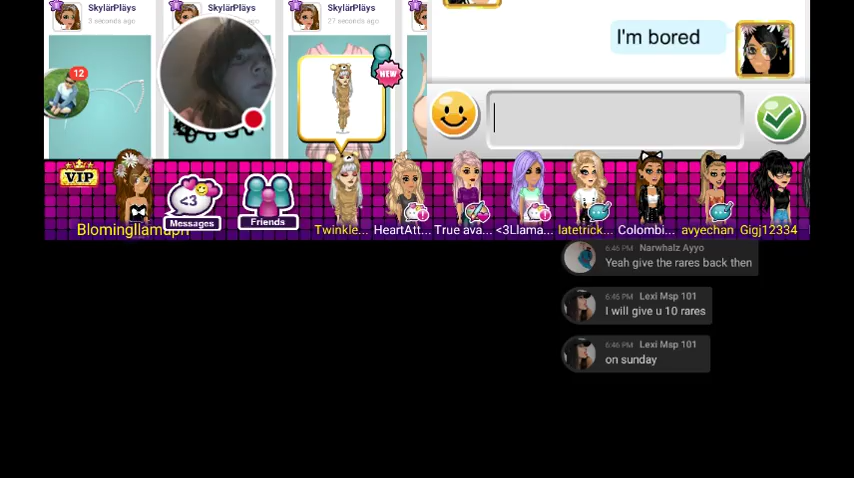 SkylärPläys
3 seconds ago
SkylärPläys
SkylärPläys
27 seconds ago
I'm bored
12
NEW
VIP
<3
Messages
Friends
Blomingllamaprr
Twinkle...
HeartAtt...
True ava...
<3Llama...
latetrick...
Colombi...
avyechan
Gigj12334
6:45 PM Narwhalz Ayyo
Yeah give the rares back then
6:45 PM Lexi Msp 101
I will give u 10 rares
6:46 PM Lexi Msp 101
on sunday